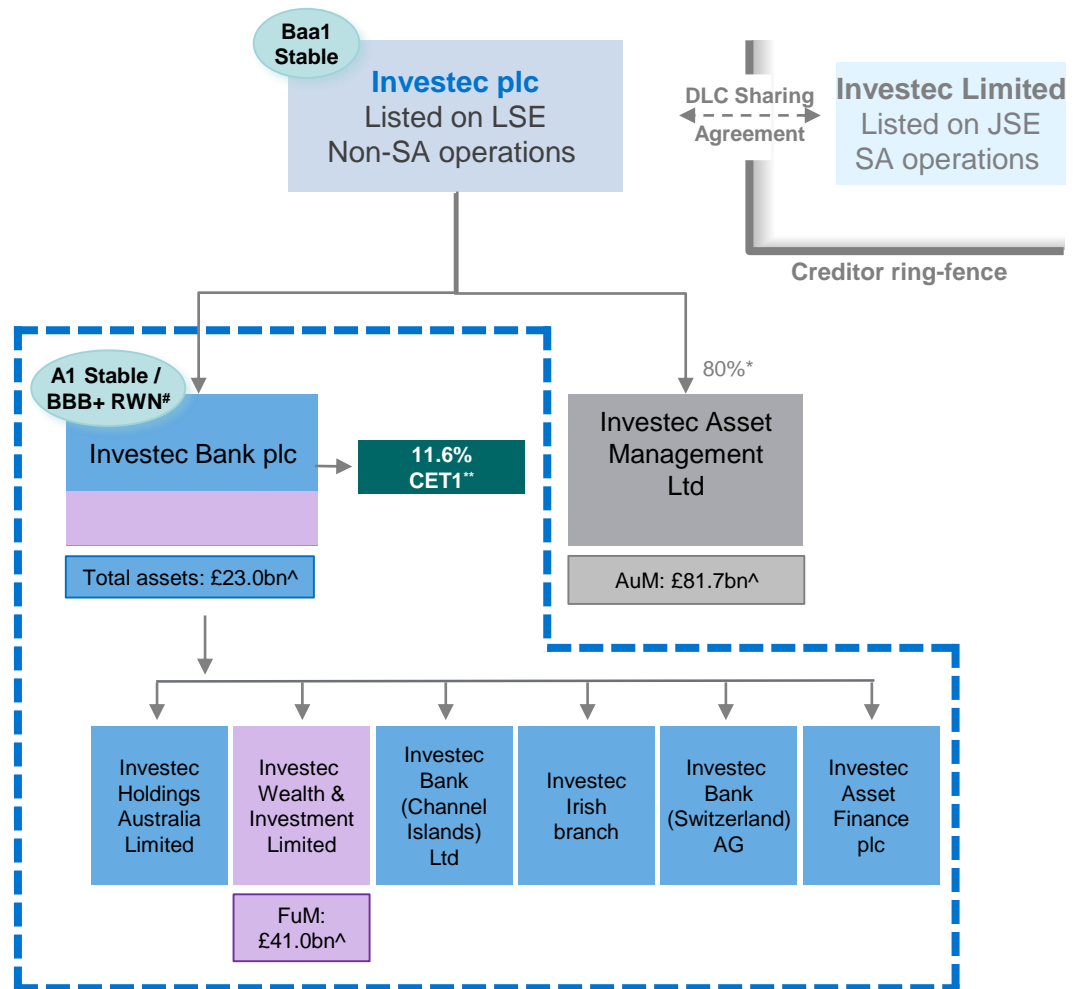 Baa1
Stable
Investec plc
Listed on LSE
Non-SA operations
DLC Sharing
Agreement
Investec Limited
Listed on JSE
SA operations
Creditor ring-fence
A1 Stable /
BBB+ RWN#
Investec Bank plc
11.6%
CET1**
80%*
Investec Asset
Management
Ltd
Total assets: £23.0bn^
AuM: £81.7bn^
Investec
Holdings
Australia
Limited
Investec
Wealth &
Investment
Limited
Investec
Bank
(Channel
Islands)
Ltd
Investec
Irish
branch
Investec
Bank
(Switzerland)
AG
Investec
Asset
Finance
plc
FuM:
£41.0bn^